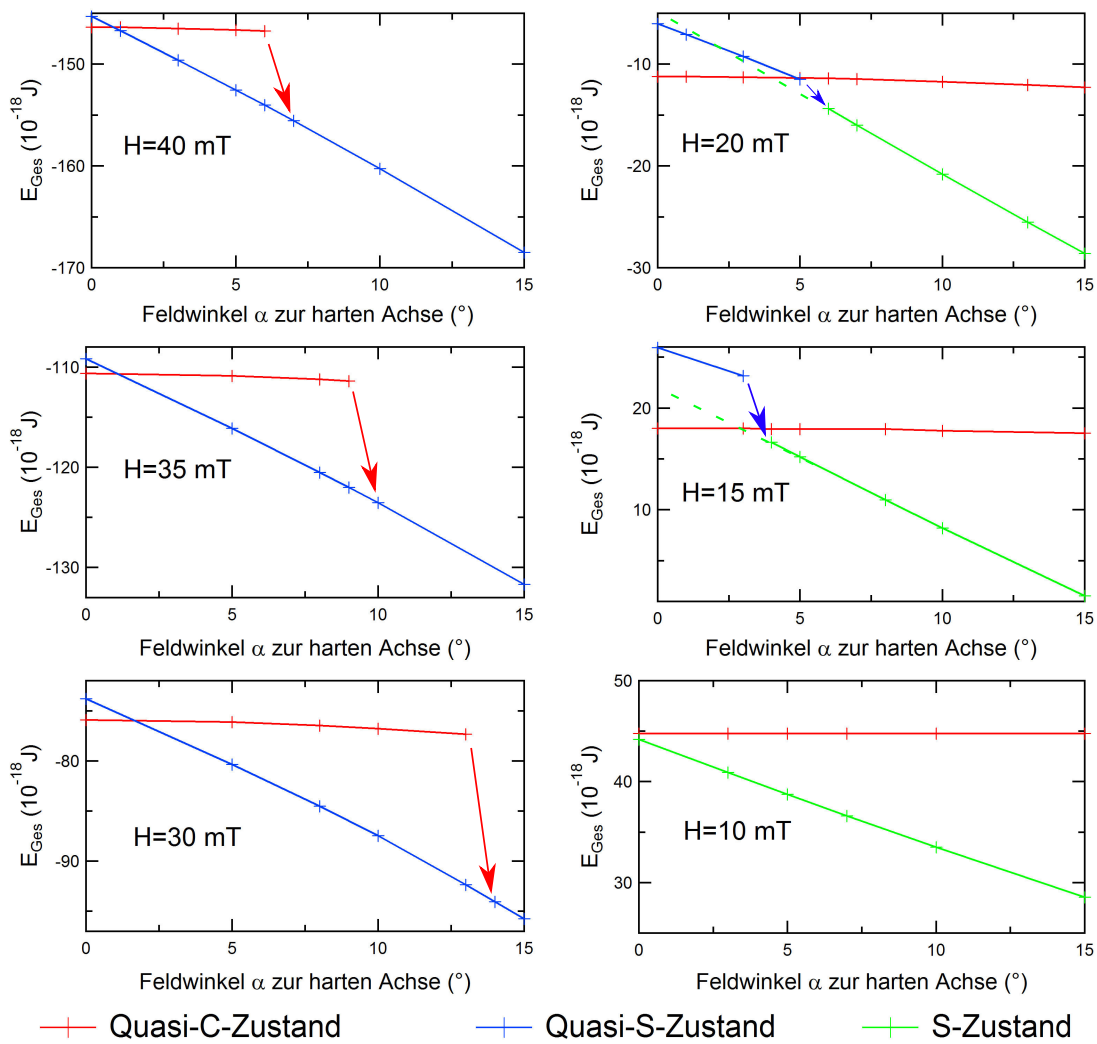 -150
-160
-170
E_Ges (10^-18 J)
H=40 mT
0 5 10 15
Feldwinkel α zur harten Achse (°)
-10
-20
-30
E_Ges (10^-18 J)
H=20 mT
0 5 10 15
Feldwinkel α zur harten Achse (°)
-110
-120
-130
E_Ges (10^-18 J)
H=35 mT
0 5 10 15
Feldwinkel α zur harten Achse (°)
20
10
E_Ges (10^-18 J)
H=15 mT
0 5 10 15
Feldwinkel α zur harten Achse (°)
-80
-90
E_Ges (10^-18 J)
H=30 mT
0 5 10 15
Feldwinkel α zur harten Achse (°)
50
40
30
E_Ges (10^-18 J)
H=10 mT
0 5 10 15
Feldwinkel α zur harten Achse (°)
Quasi-C-Zustand Quasi-S-Zustand S-Zustand